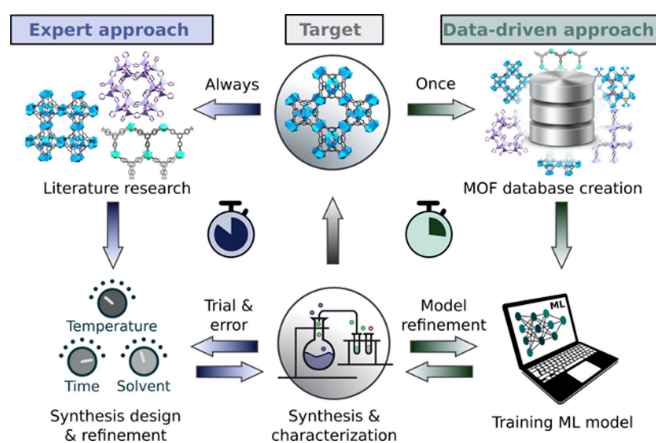 Expert approach
Target
Data-driven approach
Always
Once
Literature research
MOF database creation
Temperature
Time
Solvent
Trial &
error
Model
refinement
ML
Synthesis design
& refinement
Synthesis &
characterization
Training ML model